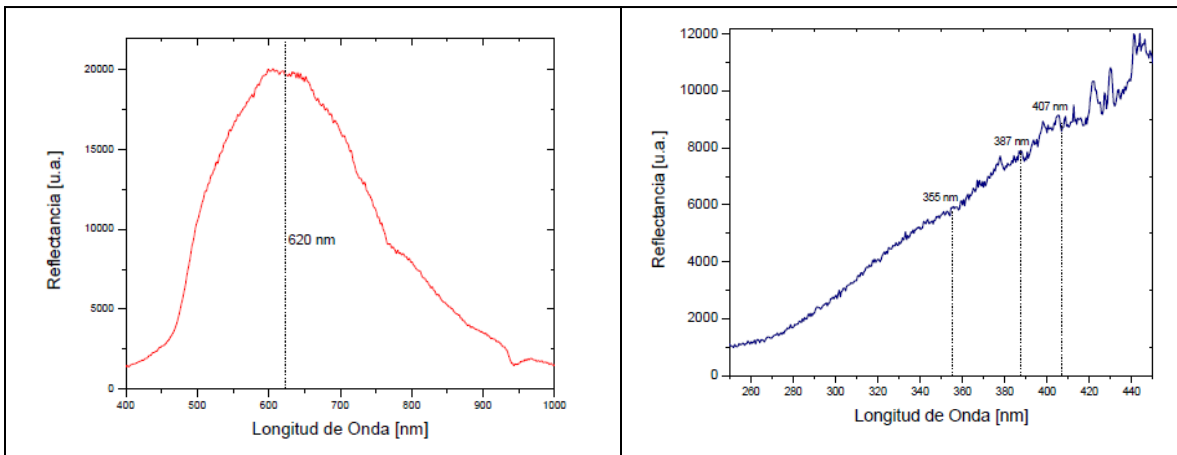 20000
15000
10000
5000
0
Reflectancia [u.a.]
620 nm
400 500 600 700 800 900 1000
Longitud de Onda [nm]
12000
10000
8000
6000
4000
2000
0
Reflectancia [u.a.]
407 nm
387 nm
355 nm
260 280 300 320 340 360 380 400 420 440
Longitud de Onda [nm]